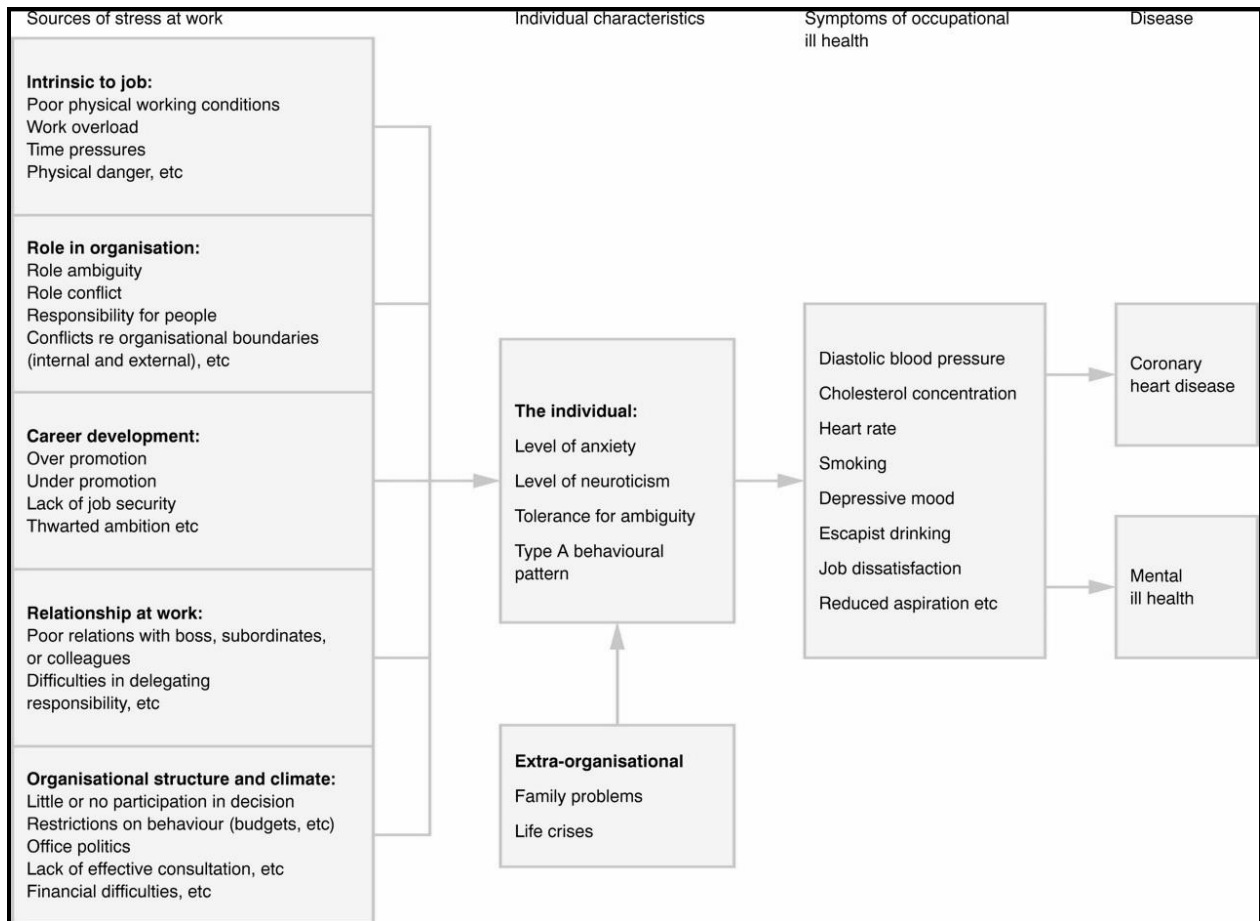 Sources of stress at work
Individual characteristics
Symptoms of occupational
ill health
Disease
Intrinsic to job:
Poor physical working conditions
Work overload
Time pressures
Physical danger, etc
Role in organisation:
Role ambiguity
Role conflict
Responsibility for people
Conflicts re organisational boundaries
(internal and external), etc
Career development:
Over promotion
Under promotion
Lack of job security
Thwarted ambition etc
Relationship at work:
Poor relations with boss, subordinates,
or colleagues
Difficulties in delegating
responsibility, etc
Organisational structure and climate:
Little or no participation in decision
Restrictions on behaviour (budgets, etc)
Office politics
Lack of effective consultation, etc
Financial difficulties, etc
The individual:
Level of anxiety
Level of neuroticism
Tolerance for ambiguity
Type A behavioural
pattern
Extra-organisational
Family problems
Life crises
Diastolic blood pressure
Cholesterol concentration
Heart rate
Smoking
Depressive mood
Escapist drinking
Job dissatisfaction
Reduced aspiration etc
Coronary
heart disease
Mental
ill health